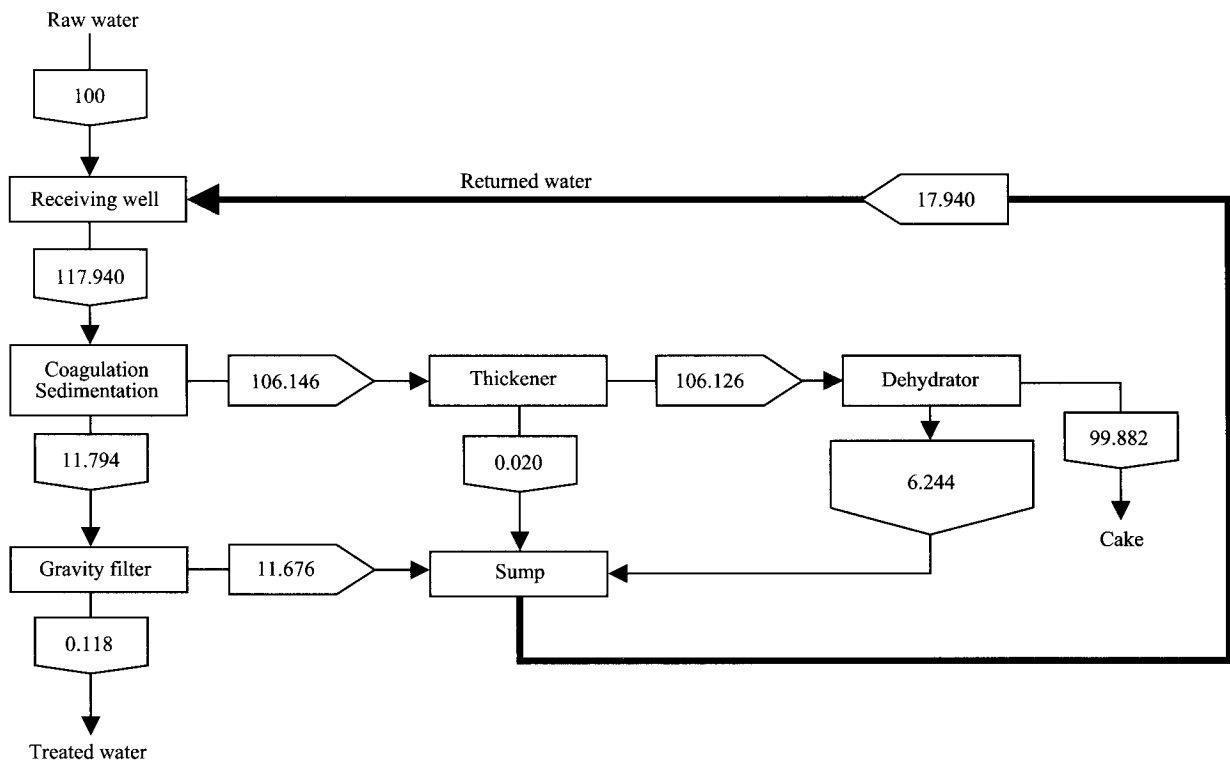 Raw water
100
Returned water
17.940
Receiving well
117.940
Coagulation
Sedimentation
106.146
Thickener
106.126
Dehydrator
99.882
11.794
0.020
6.244
Cake
Gravity filter
11.676
Sump
0.118
Treated water